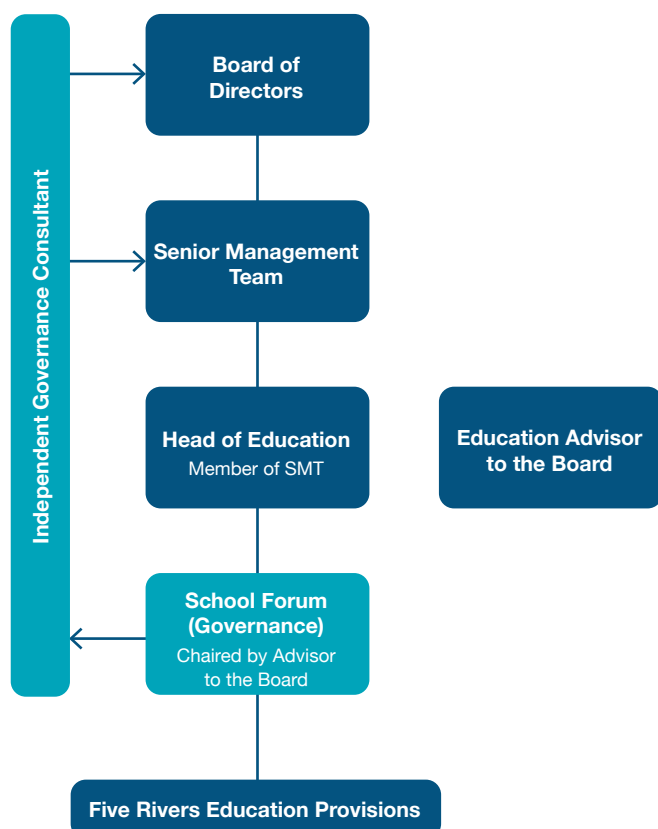 Independent Governance Consultant
Board of
Directors
Senior Management
Team
Head of Education
Member of SMT
Education Advisor
to the Board
School Forum
(Governance)
Chaired by Advisor
to the Board
Five Rivers Education Provisions